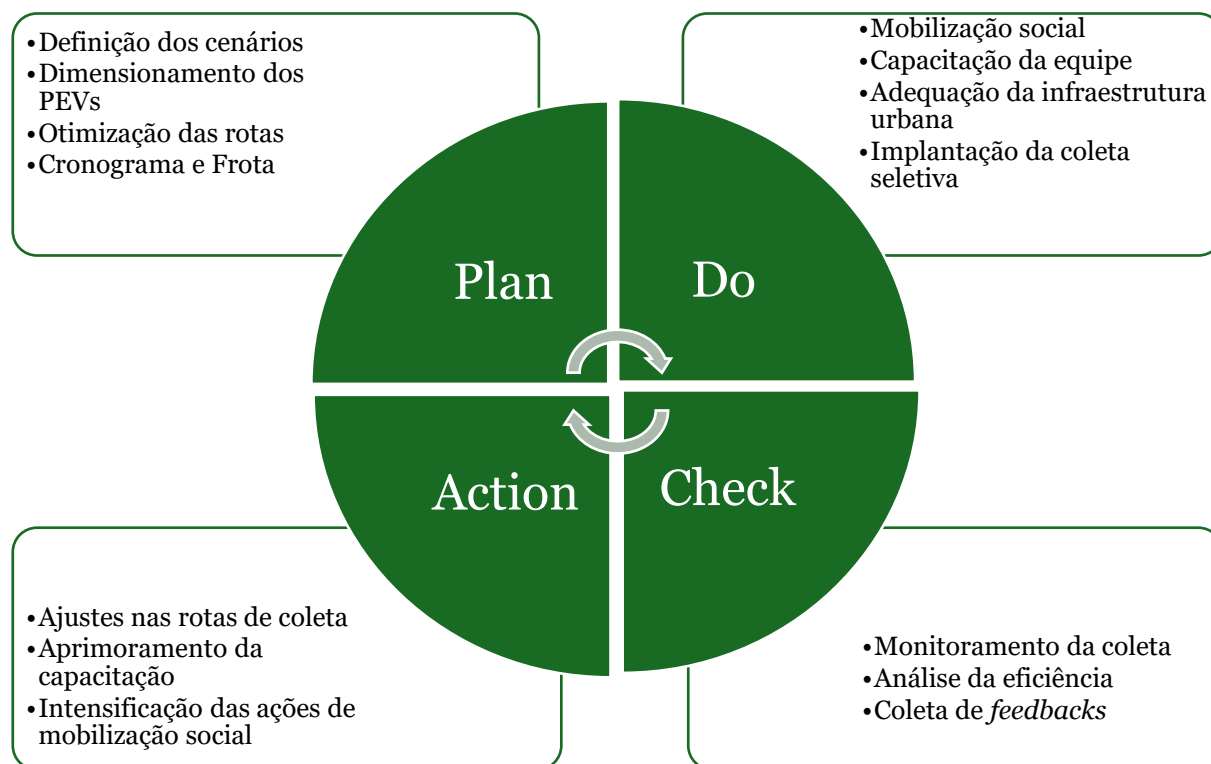 •Definição dos cenários
•Dimensionamento dos
PEVs
•Otimização das rotas
•Cronograma e Frota
•Mobilização social
•Capacitação da equipe
•Adequação da infraestrutura
urbana
•Implantação da coleta
seletiva
Plan
Do
Action
Check
•Ajustes nas rotas de coleta
•Aprimoramento da
capacitação
•Intensificação das ações de
mobilização social
•Monitoramento da coleta
•Análise da eficiência
•Coleta de feedbacks